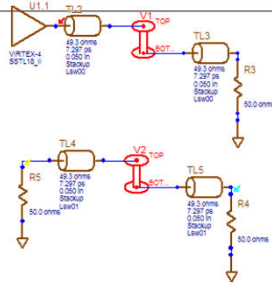 U1.1
TL2
V1
TOP
VIRTEX-4
SSTL18_II
49.3 ohms
7.297 ps
0.050 in
Stackup
Lsw00
BOT...
TL3
49.3 ohms
7.297 ps
0.050 in
Stackup
Lsw00
R3
50.0 ohms
TL4
V2
TOP
R5
49.3 ohms
7.297 ps
0.050 in
Stackup
Lsw01
BOT...
TL5
50.0 ohms
49.3 ohms
7.297 ps
0.050 in
Stackup
Lsw01
R4
50.0 ohms